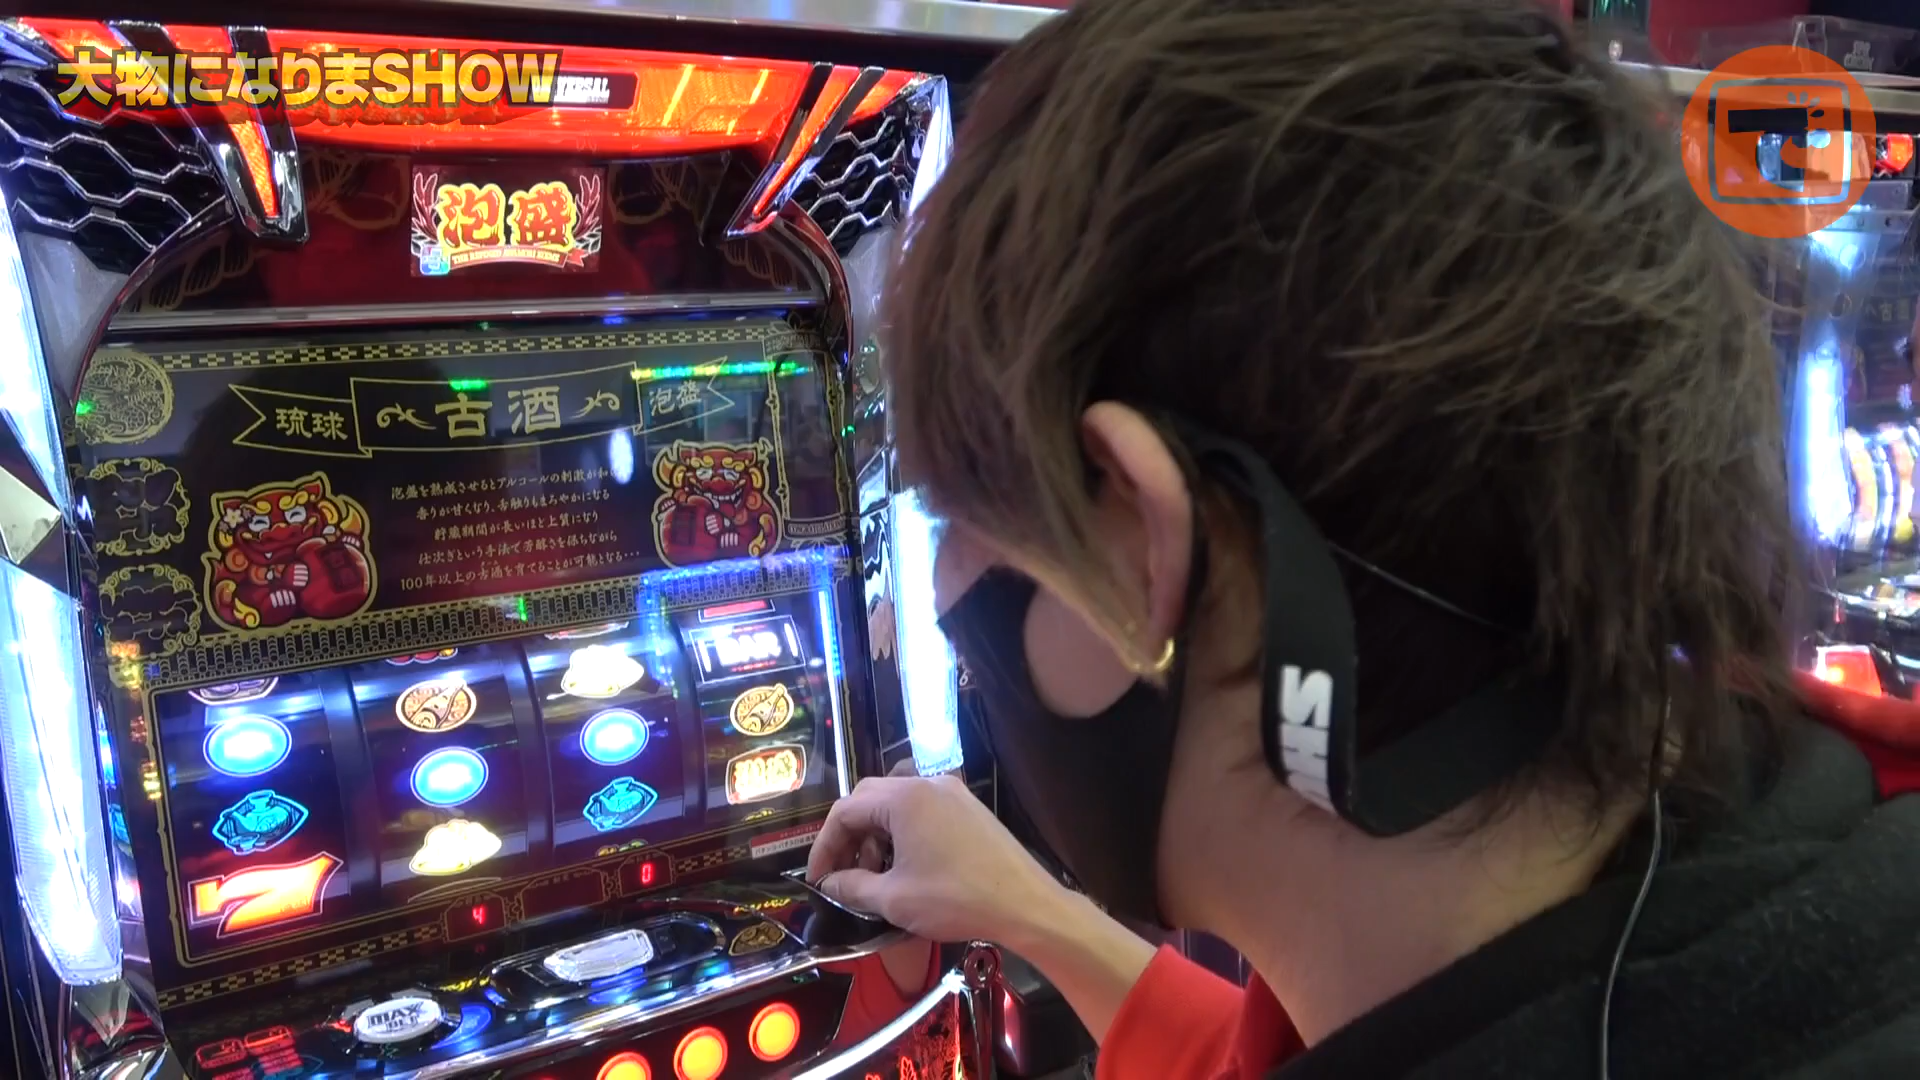 大物になりまSHOW
泡盛
琉球
古酒
泡盛
泡盛を熟成させるとアルコールの刺激が和
香りが甘くなり、舌触りもまろやかになる
貯蔵期間が長いほど上質になり
仕次ぎという手法で芳醇さを保ちながら
100年以上の古酒を育てることが可能となる…
BAR
泡盛
7
4
0
MAX
BET